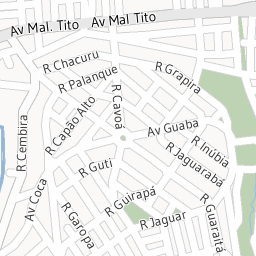 Av Mal. Tito
Av Mal Tito
R Chacuru
R Palanque
R Grapira
R Cavoá
R Capão Alto
Av Guaba
R Cembira
R Inúbia
R Jaguarabá
R Guti
Av Coca
R Guirapá
R Garopa
R Jaguar
R Guaraitá